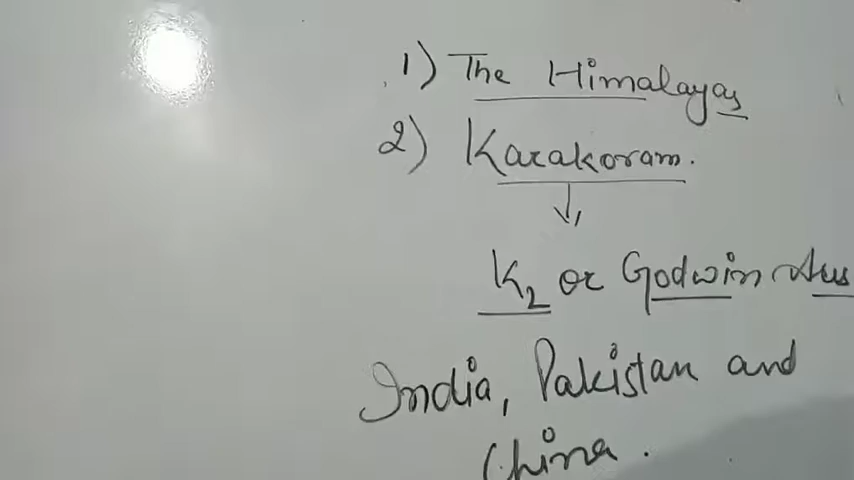 1) The Himalayas
2) Karakoram.
K2 or Godwin Aus
India, Pakistan and
China.